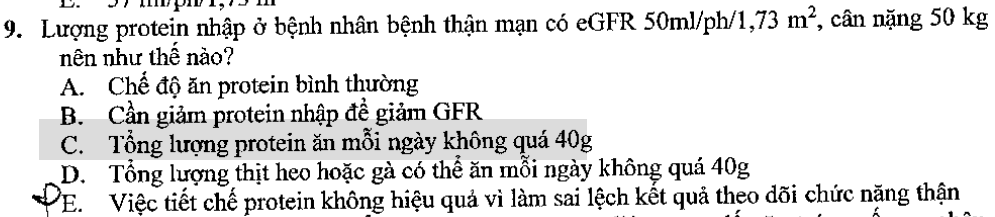 9. Lượng protein nhập ở bệnh nhân bệnh thận mạn có eGFR 50ml/ph/1,73 m², cân nặng 50 kg
nên như thế nào?
A. Chế độ ăn protein bình thường
B. Cần giảm protein nhập để giảm GFR
C. Tổng lượng protein ăn mỗi ngày không quá 40g
D. Tổng lượng thịt heo hoặc gà có thể ăn mỗi ngày không quá 40g
E. Việc tiết chế protein không hiệu quả vì làm sai lệch kết quả theo dõi chức năng thận